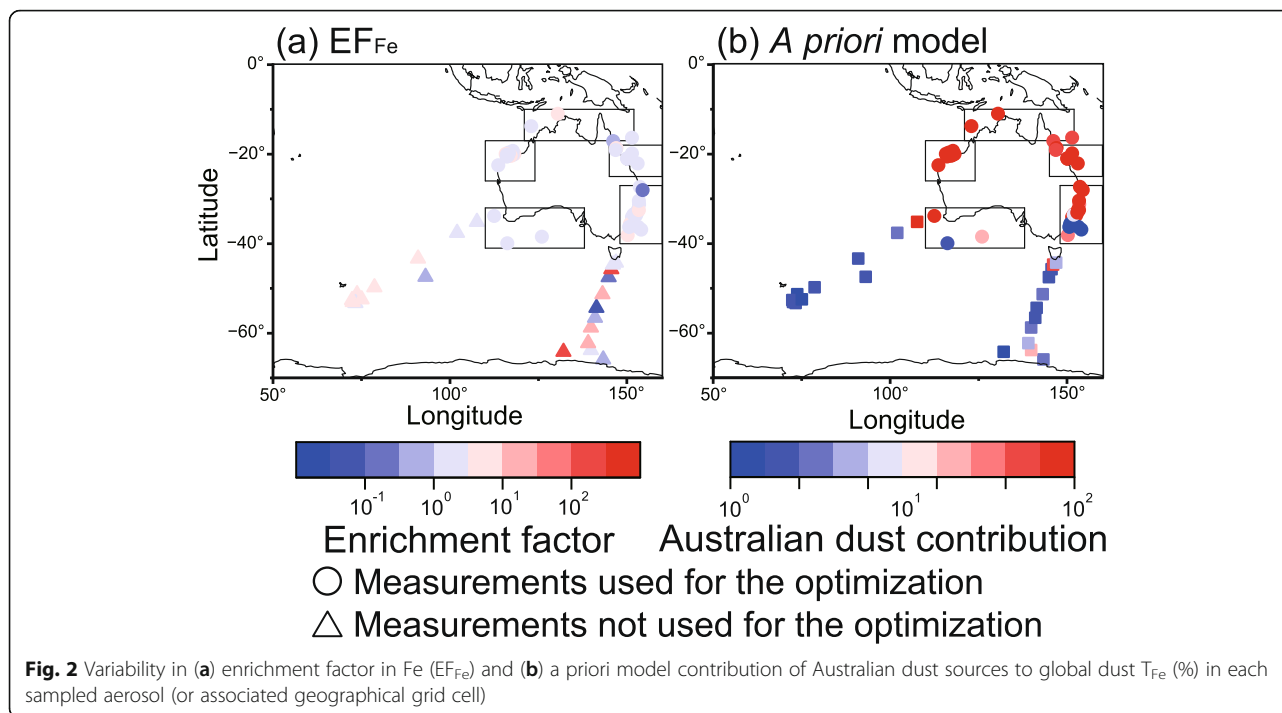 (a) EFFe
(b) A priori model
0°
−20°
−40°
−60°
Latitude
50°
100°
150°
Longitude
0°
−20°
−40°
−60°
50°
100°
150°
Longitude
10⁻¹ 10⁰ 10¹ 10²
Enrichment factor
10⁰ 10¹ 10²
Australian dust contribution
Measurements used for the optimization
Measurements not used for the optimization
Fig. 2 Variability in (a) enrichment factor in Fe (EFFe) and (b) a priori model contribution of Australian dust sources to global dust TFe (%) in each
sampled aerosol (or associated geographical grid cell)